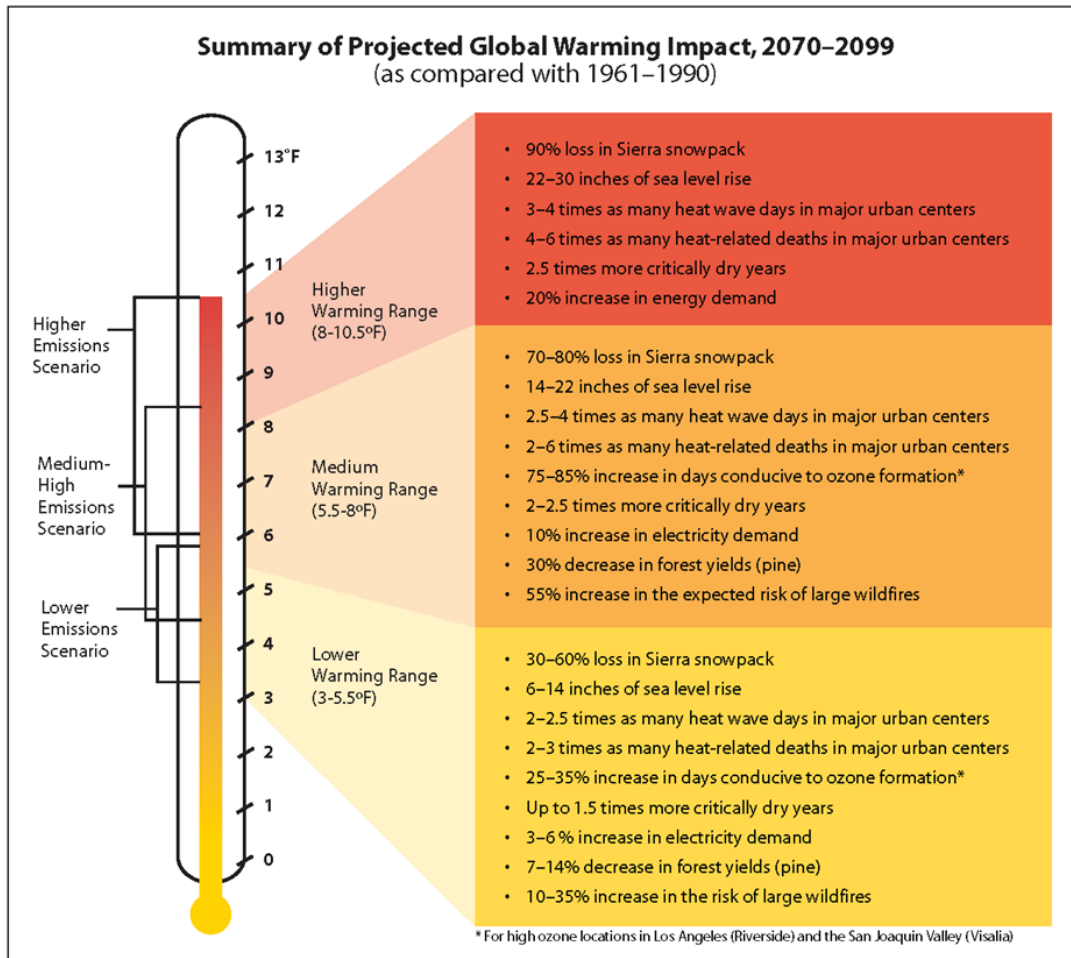 Summary of Projected Global Warming Impact, 2070–2099
(as compared with 1961–1990)
13°F
12
11
10
9
8
7
6
5
4
3
2
1
0
Higher
Emissions
Scenario
Medium-
High
Emissions
Scenario
Lower
Emissions
Scenario
Higher
Warming Range
(8-10.5ºF)
Medium
Warming Range
(5.5-8ºF)
Lower
Warming Range
(3-5.5ºF)
• 90% loss in Sierra snowpack
• 22–30 inches of sea level rise
• 3–4 times as many heat wave days in major urban centers
• 4–6 times as many heat-related deaths in major urban centers
• 2.5 times more critically dry years
• 20% increase in energy demand
• 70–80% loss in Sierra snowpack
• 14–22 inches of sea level rise
• 2.5–4 times as many heat wave days in major urban centers
• 2–6 times as many heat-related deaths in major urban centers
• 75–85% increase in days conducive to ozone formation*
• 2–2.5 times more critically dry years
• 10% increase in electricity demand
• 30% decrease in forest yields (pine)
• 55% increase in the expected risk of large wildfires
• 30–60% loss in Sierra snowpack
• 6–14 inches of sea level rise
• 2–2.5 times as many heat wave days in major urban centers
• 2–3 times as many heat-related deaths in major urban centers
• 25–35% increase in days conducive to ozone formation*
• Up to 1.5 times more critically dry years
• 3–6 % increase in electricity demand
• 7–14% decrease in forest yields (pine)
• 10–35% increase in the risk of large wildfires
* For high ozone locations in Los Angeles (Riverside) and the San Joaquin Valley (Visalia)